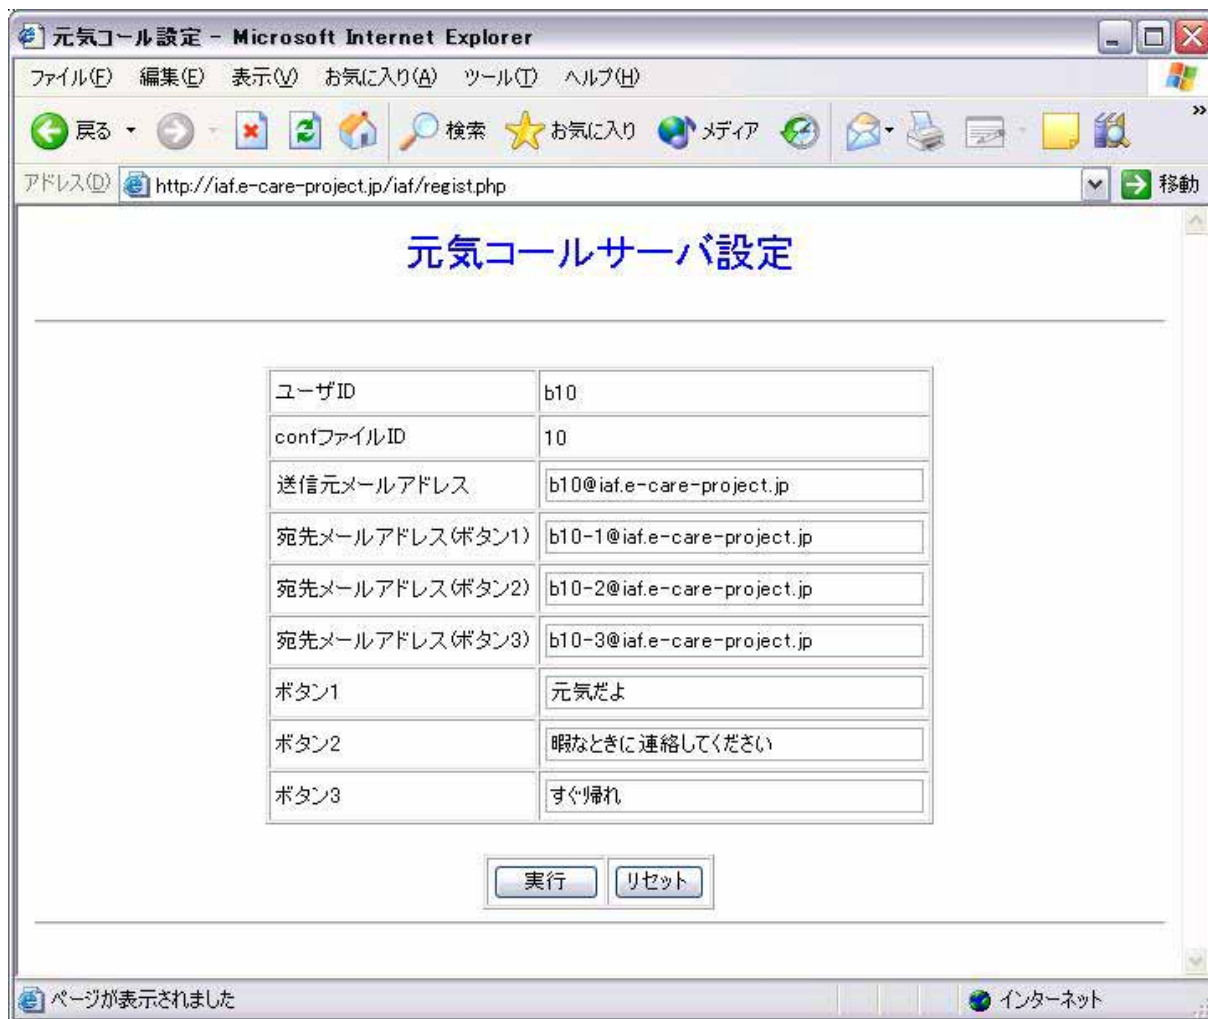 元気コール設定 - Microsoft Internet Explorer
ファイル(F) 編集(E) 表示(V) お気に入り(A) ツール(T) ヘルプ(H)
戻る 検索 お気に入り メディア »
アドレス(D) http://iaf.e-care-project.jp/iaf/regist.php 移動
元気コールサーバ設定
ユーザID b10
confファイルID 10
送信元メールアドレス b10@iaf.e-care-project.jp
宛先メールアドレス(ボタン1) b10-1@iaf.e-care-project.jp
宛先メールアドレス(ボタン2) b10-2@iaf.e-care-project.jp
宛先メールアドレス(ボタン3) b10-3@iaf.e-care-project.jp
ボタン1 元気だよ
ボタン2 暇なときに連絡してください
ボタン3 すぐ帰れ
実行 リセット
ページが表示されました インターネット